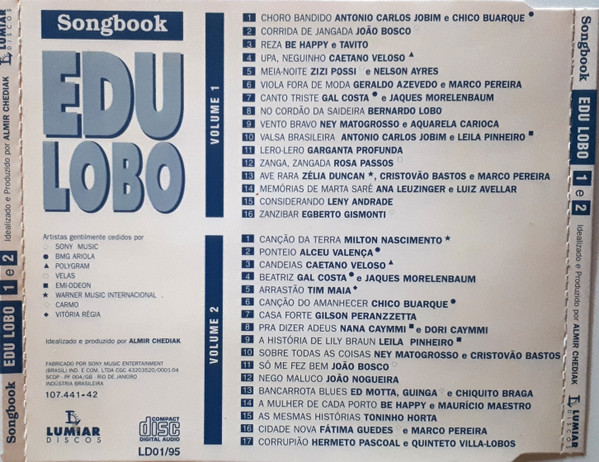 Songbook
EDU
LOBO
Artistas gentilmente cedidos por
SONY MUSIC
BMG ARIOLA
POLYGRAM
VELAS
EMI-ODEON
WARNER MUSIC INTERNACIONAL
CARMO
VITÓRIA RÉGIA
Idealizado e produzido por ALMIR CHEDIAK
FABRICADO POR SONY MUSIC ENTERTAINMENT
(BRASIL) IND. E COM. LTDA CGC 43203520/0001-04
SCDP - PF 004/GB - RIO DE JANEIRO
INDÚSTRIA BRASILEIRA
107.441-42
LUMIAR
DISCOS
COMPACT
disc
DIGITAL AUDIO
LD01/95
VOLUME 1
1 CHORO BANDIDO ANTONIO CARLOS JOBIM e CHICO BUARQUE
2 CORRIDA DE JANGADA JOÃO BOSCO
3 REZA BE HAPPY e TAVITO
4 UPA, NEGUINHO CAETANO VELOSO
5 MEIA-NOITE ZIZI POSSI e NELSON AYRES
6 VIOLA FORA DE MODA GERALDO AZEVEDO e MARCO PEREIRA
7 CANTO TRISTE GAL COSTA e JAQUES MORELENBAUM
8 NO CORDÃO DA SAIDEIRA BERNARDO LOBO
9 VENTO BRAVO NEY MATOGROSSO e AQUARELA CARIOCA
10 VALSA BRASILEIRA ANTONIO CARLOS JOBIM e LEILA PINHEIRO
11 LERO-LERO GARGANTA PROFUNDA
12 ZANGA, ZANGADA ROSA PASSOS
13 AVE RARA ZÉLIA DUNCAN, CRISTOVÃO BASTOS e MARCO PEREIRA
14 MEMÓRIAS DE MARTA SARÉ ANA LEUZINGER e LUIZ AVELLAR
15 CONSIDERANDO LENY ANDRADE
16 ZANZIBAR EGBERTO GISMONTI
VOLUME 2
1 CANÇÃO DA TERRA MILTON NASCIMENTO
2 PONTEIO ALCEU VALENÇA
3 CANDEIAS CAETANO VELOSO
4 BEATRIZ GAL COSTA e JAQUES MORELENBAUM
5 ARRASTÃO TIM MAIA
6 CANÇÃO DO AMANHECER CHICO BUARQUE
7 CASA FORTE GILSON PERANZZETTA
8 PRA DIZER ADEUS NANA CAYMMI e DORI CAYMMI
9 A HISTÓRIA DE LILY BRAUN LEILA PINHEIRO
10 SOBRE TODAS AS COISAS NEY MATOGROSSO e CRISTOVÃO BASTOS
11 SÓ ME FEZ BEM JOÃO BOSCO
12 NEGO MALUCO JOÃO NOGUEIRA
13 BANCARROTA BLUES ED MOTTA, GUINGA e CHIQUITO BRAGA
14 A MULHER DE CADA PORTO BE HAPPY e MAURÍCIO MAESTRO
15 AS MESMAS HISTÓRIAS TONINHO HORTA
16 CIDADE NOVA FÁTIMA GUEDES e MARCO PEREIRA
17 CORRUPIÃO HERMETO PASCOAL e QUINTETO VILLA-LOBOS
Songbook EDU LOBO 1 e 2 Idealizado e Produzido por ALMIR CHEDIAK LUMIAR DISCOS
Songbook EDU LOBO 1 e 2 Idealizado e Produzido por ALMIR CHEDIAK LUMIAR DISCOS